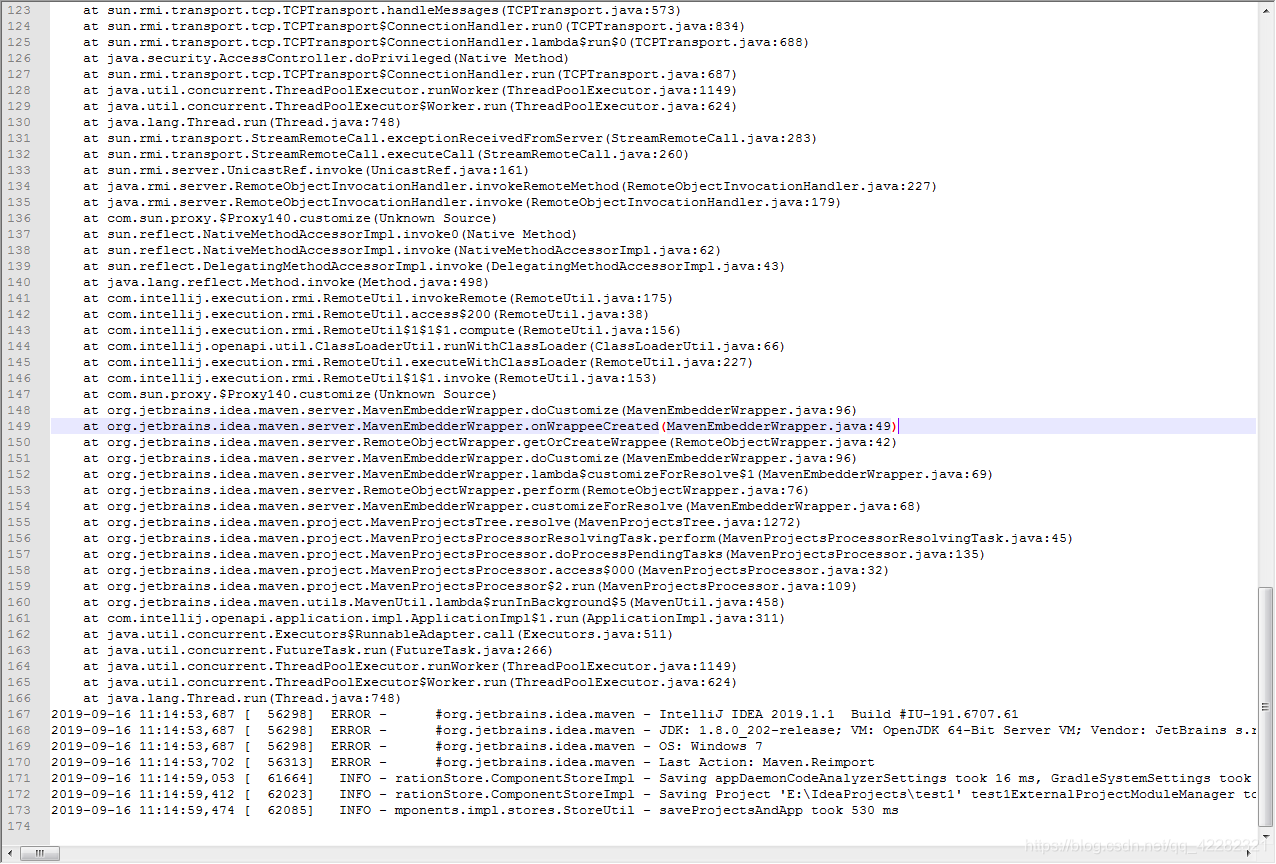 123 at sun.rmi.transport.tcp.TCPTransport.handleMessages(TCPTransport.java:573)
124 at sun.rmi.transport.tcp.TCPTransport$ConnectionHandler.run0(TCPTransport.java:834)
125 at sun.rmi.transport.tcp.TCPTransport$ConnectionHandler.lambda$run$0(TCPTransport.java:688)
126 at java.security.AccessController.doPrivileged(Native Method)
127 at sun.rmi.transport.tcp.TCPTransport$ConnectionHandler.run(TCPTransport.java:687)
128 at java.util.concurrent.ThreadPoolExecutor.runWorker(ThreadPoolExecutor.java:1149)
129 at java.util.concurrent.ThreadPoolExecutor$Worker.run(ThreadPoolExecutor.java:624)
130 at java.lang.Thread.run(Thread.java:748)
131 at sun.rmi.transport.StreamRemoteCall.exceptionReceivedFromServer(StreamRemoteCall.java:283)
132 at sun.rmi.transport.StreamRemoteCall.executeCall(StreamRemoteCall.java:260)
133 at sun.rmi.server.UnicastRef.invoke(UnicastRef.java:161)
134 at java.rmi.server.RemoteObjectInvocationHandler.invokeRemoteMethod(RemoteObjectInvocationHandler.java:227)
135 at java.rmi.server.RemoteObjectInvocationHandler.invoke(RemoteObjectInvocationHandler.java:179)
136 at com.sun.proxy.$Proxy140.customize(Unknown Source)
137 at sun.reflect.NativeMethodAccessorImpl.invoke0(Native Method)
138 at sun.reflect.NativeMethodAccessorImpl.invoke(NativeMethodAccessorImpl.java:62)
139 at sun.reflect.DelegatingMethodAccessorImpl.invoke(DelegatingMethodAccessorImpl.java:43)
140 at java.lang.reflect.Method.invoke(Method.java:498)
141 at com.intellij.execution.rmi.RemoteUtil.invokeRemote(RemoteUtil.java:175)
142 at com.intellij.execution.rmi.RemoteUtil.access$200(RemoteUtil.java:38)
143 at com.intellij.execution.rmi.RemoteUtil$1$1$1.compute(RemoteUtil.java:156)
144 at com.intellij.openapi.util.ClassLoaderUtil.runWithClassLoader(ClassLoaderUtil.java:66)
145 at com.intellij.execution.rmi.RemoteUtil.executeWithClassLoader(RemoteUtil.java:227)
146 at com.intellij.execution.rmi.RemoteUtil$1$1.invoke(RemoteUtil.java:153)
147 at com.sun.proxy.$Proxy140.customize(Unknown Source)
148 at org.jetbrains.idea.maven.server.MavenEmbedderWrapper.doCustomize(MavenEmbedderWrapper.java:96)
149 at org.jetbrains.idea.maven.server.MavenEmbedderWrapper.onWrappeeCreated(MavenEmbedderWrapper.java:49)
150 at org.jetbrains.idea.maven.server.RemoteObjectWrapper.getOrCreateWrappee(RemoteObjectWrapper.java:42)
151 at org.jetbrains.idea.maven.server.MavenEmbedderWrapper.doCustomize(MavenEmbedderWrapper.java:96)
152 at org.jetbrains.idea.maven.server.MavenEmbedderWrapper.lambda$customizeForResolve$1(MavenEmbedderWrapper.java:69)
153 at org.jetbrains.idea.maven.server.RemoteObjectWrapper.perform(RemoteObjectWrapper.java:76)
154 at org.jetbrains.idea.maven.server.MavenEmbedderWrapper.customizeForResolve(MavenEmbedderWrapper.java:68)
155 at org.jetbrains.idea.maven.project.MavenProjectsTree.resolve(MavenProjectsTree.java:1272)
156 at org.jetbrains.idea.maven.project.MavenProjectsProcessorResolvingTask.perform(MavenProjectsProcessorResolvingTask.java:45)
157 at org.jetbrains.idea.maven.project.MavenProjectsProcessor.doProcessPendingTasks(MavenProjectsProcessor.java:135)
158 at org.jetbrains.idea.maven.project.MavenProjectsProcessor.access$000(MavenProjectsProcessor.java:32)
159 at org.jetbrains.idea.maven.project.MavenProjectsProcessor$2.run(MavenProjectsProcessor.java:109)
160 at org.jetbrains.idea.maven.utils.MavenUtil.lambda$runInBackground$5(MavenUtil.java:458)
161 at com.intellij.openapi.application.impl.ApplicationImpl$1.run(ApplicationImpl.java:311)
162 at java.util.concurrent.Executors$RunnableAdapter.call(Executors.java:511)
163 at java.util.concurrent.FutureTask.run(FutureTask.java:266)
164 at java.util.concurrent.ThreadPoolExecutor.runWorker(ThreadPoolExecutor.java:1149)
165 at java.util.concurrent.ThreadPoolExecutor$Worker.run(ThreadPoolExecutor.java:624)
166 at java.lang.Thread.run(Thread.java:748)
167 2019-09-16 11:14:53,687 [ 56298] ERROR - #org.jetbrains.idea.maven - IntelliJ IDEA 2019.1.1 Build #IU-191.6707.61
168 2019-09-16 11:14:53,687 [ 56298] ERROR - #org.jetbrains.idea.maven - JDK: 1.8.0_202-release; VM: OpenJDK 64-Bit Server VM; Vendor: JetBrains s.r
169 2019-09-16 11:14:53,687 [ 56298] ERROR - #org.jetbrains.idea.maven - OS: Windows 7
170 2019-09-16 11:14:53,702 [ 56313] ERROR - #org.jetbrains.idea.maven - Last Action: Maven.Reimport
171 2019-09-16 11:14:59,053 [ 61664] INFO - rationStore.ComponentStoreImpl - Saving appDaemonCodeAnalyzerSettings took 16 ms, GradleSystemSettings took
172 2019-09-16 11:14:59,412 [ 62023] INFO - rationStore.ComponentStoreImpl - Saving Project 'E:\IdeaProjects\test1' test1ExternalProjectModuleManager to
173 2019-09-16 11:14:59,474 [ 62085] INFO - mponents.impl.stores.StoreUtil - saveProjectsAndApp took 530 ms
174